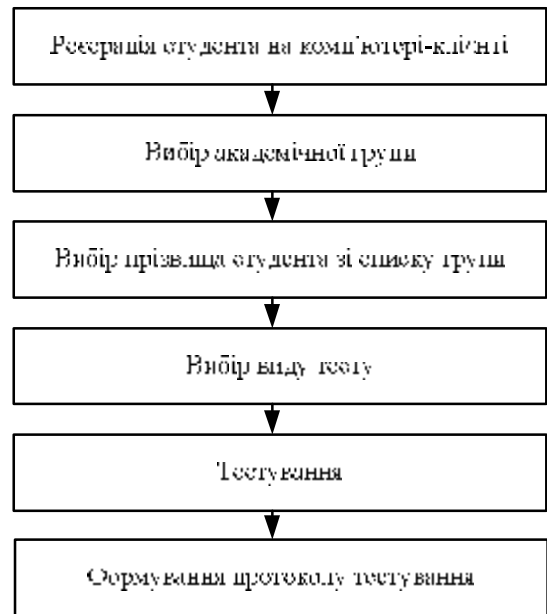 Реєерація студента на комп'ютері-клієнті
Вибір академічної групи
Вибір прізвища студента зі списку групи
Вибір виду тесту
Тестування
Формування протоколу тестування